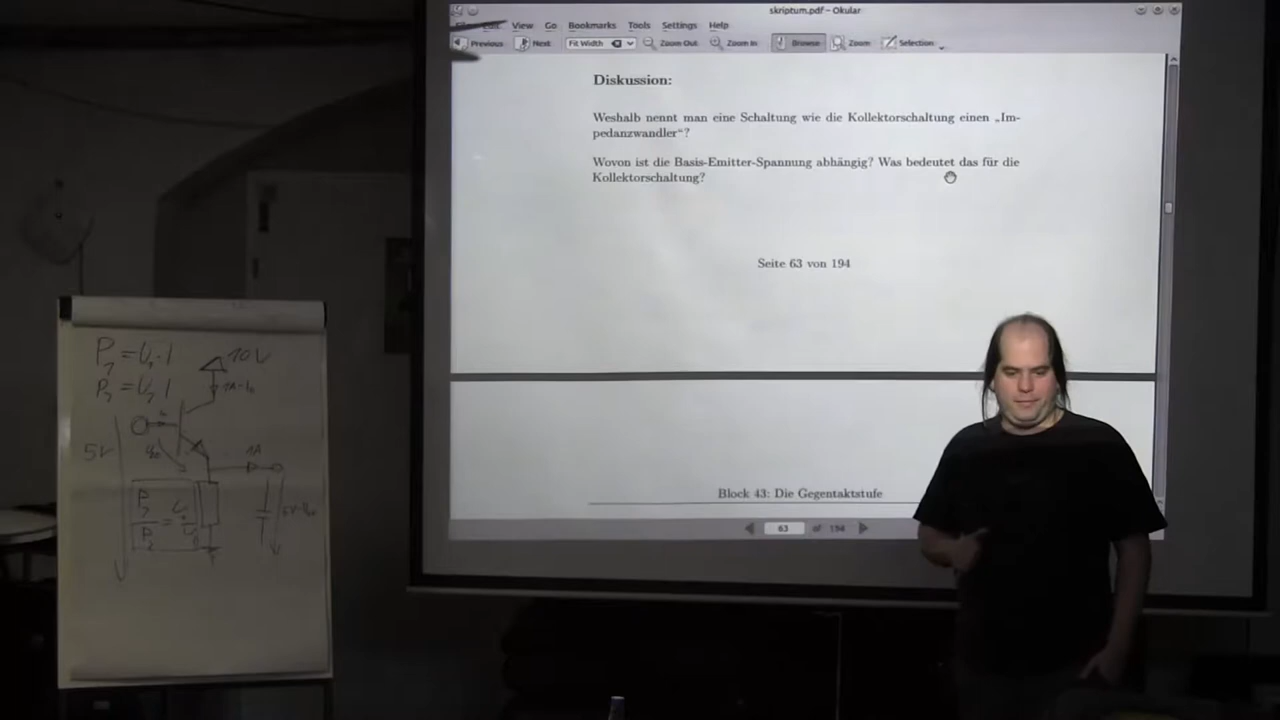 skriptum.pdf – Okular
View Go Bookmarks Tools Settings Help
Previous Next Fit Width Zoom Out Zoom In Browse Zoom Selection
Diskussion:
Weshalb nennt man eine Schaltung wie die Kollektorschaltung einen „Im-
pedanzwandler“?
Wovon ist die Basis-Emitter-Spannung abhängig? Was bedeutet das für die
Kollektorschaltung?
Seite 63 von 194
Block 43: Die Gegentaktstufe
63 of 194
10V
5V
1A